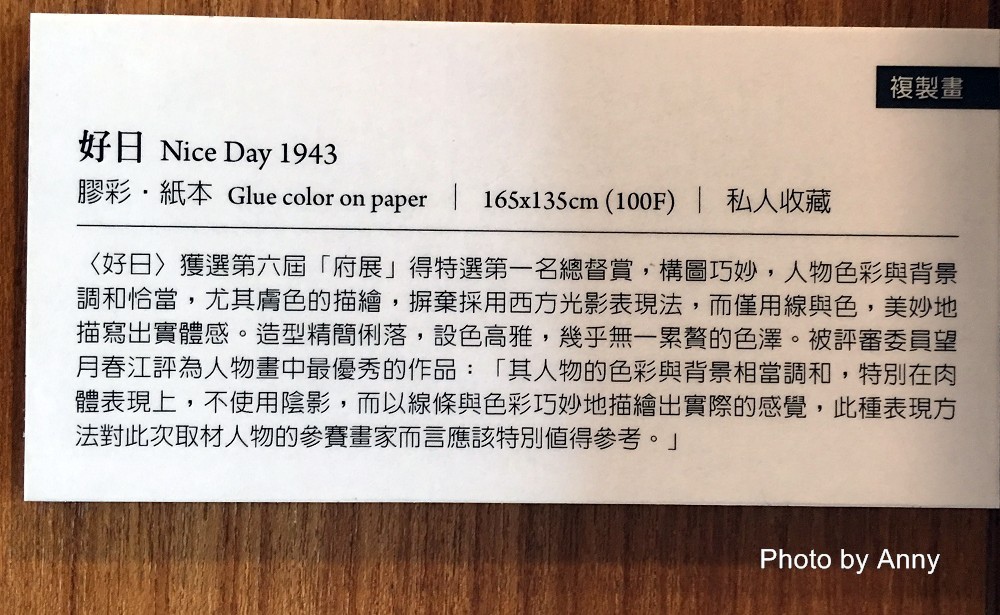 複製畫
好日 Nice Day 1943
膠彩・紙本 Glue color on paper | 165x135cm (100F) | 私人收藏
〈好日〉獲選第六屆「府展」得特選第一名總督賞，構圖巧妙，人物色彩與背景
調和恰當，尤其膚色的描繪，摒棄採用西方光影表現法，而僅用線與色，美妙地
描寫出實體感。造型精簡俐落，設色高雅，幾乎無一累贅的色澤。被評審委員望
月春江評為人物畫中最優秀的作品：「其人物的色彩與背景相當調和，特別在肉
體表現上，不使用陰影，而以線條與色彩巧妙地描繪出實際的感覺，此種表現方
法對此次取材人物的參賽畫家而言應該特別值得參考。」
Photo by Anny